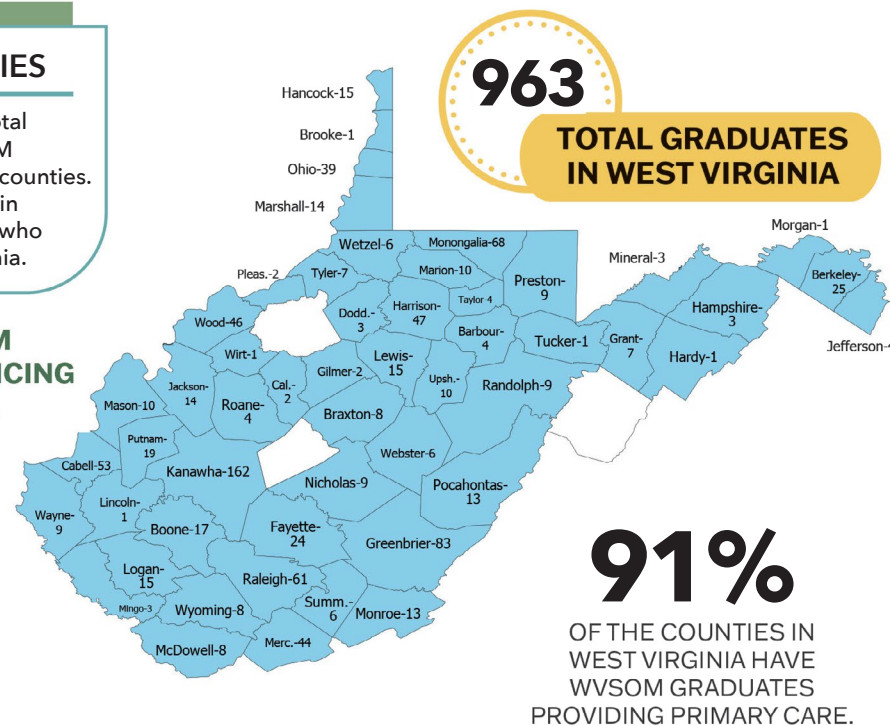 IES
otal
M
counties.
in
who
nia.
M
ICING
963
TOTAL GRADUATES
IN WEST VIRGINIA
Hancock-15
Brooke-1
Ohio-39
Marshall-14
Wetzel-6
Monongalia-68
Pleas.-2
Tyler-7
Marion-10
Preston-
9
Mineral-3
Morgan-1
Berkeley-
25
Hampshire-
3
Jefferson-
Wood-46
Dodd.-
3
Harrison-
47
Taylor 4
Barbour-
4
Tucker-1
Grant-
7
Hardy-1
Wirt-1
Cal.-
2
Gilmer-2
Lewis-
15
Upsh.-
10
Randolph-9
Mason-10
Jackson-
14
Roane-
4
Braxton-8
Webster-6
Putnam-
19
Cabell-53
Kanawha-162
Nicholas-9
Pocahontas-
13
Wayne-
9
Lincoln-
1
Boone-17
Fayette-
24
Greenbrier-83
Logan-
15
Raleigh-61
Mingo-3
Wyoming-8
Summ.-
6
Monroe-13
McDowell-8
Merc.-44
91%
OF THE COUNTIES IN
WEST VIRGINIA HAVE
WVSOM GRADUATES
PROVIDING PRIMARY CARE.